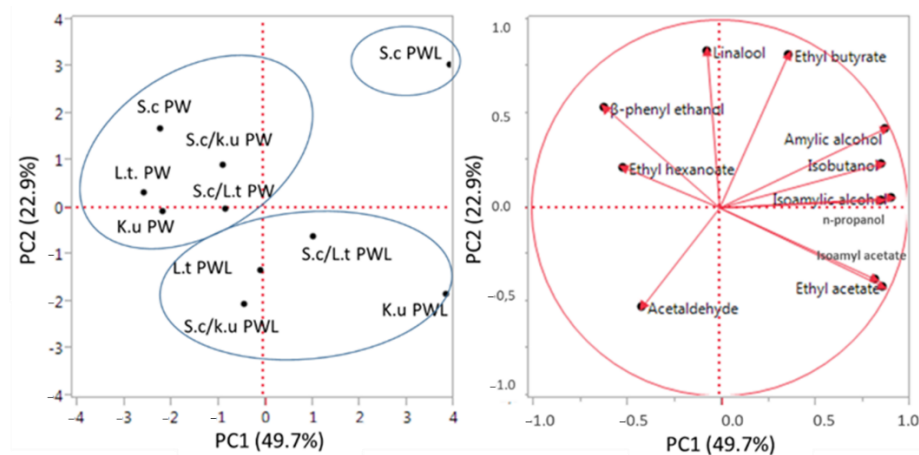 4
3
2
1
0
-1
-2
-3
-4
PC2 (22.9%)
S.c PWL
S.c PW
S.c/k.u PW
L.t. PW
S.c/L.t PW
K.u PW
L.t PWL
S.c/L.t PWL
S.c/k.u PWL
K.u PWL
-4
-3
-2
-1
0
1
2
3
4
PC1 (49.7%)
1.0
0.5
0.0
-0.5
-1.0
PC2 (22.9%)
Linalool
Ethyl butyrate
β-phenyl ethanol
Amylic alcohol
Ethyl hexanoate
Isobutanol
Isoamylic alcohol
n-propanol
Isoamyl acetate
Ethyl acetate
Acetaldehyde
-1.0
-0.5
0.0
0.5
1.0
PC1 (49.7%)